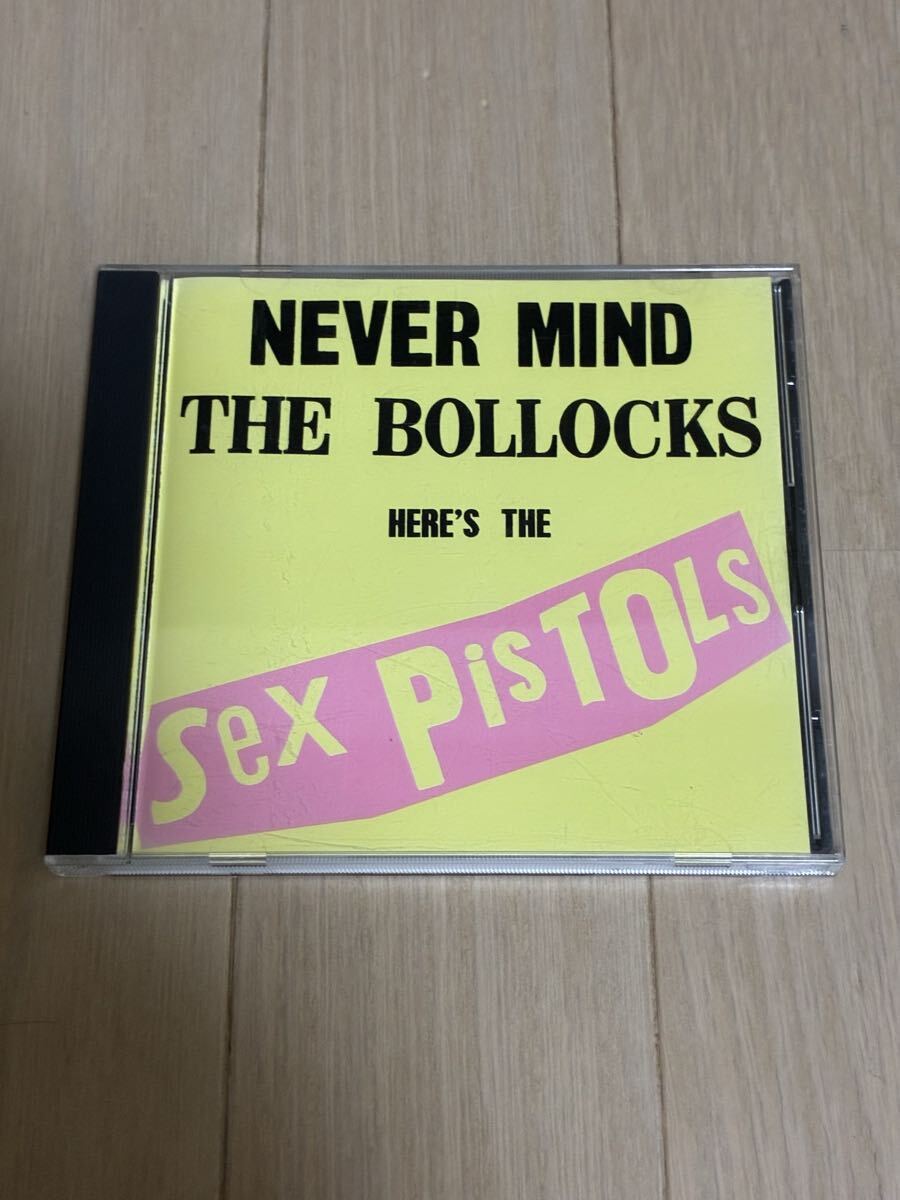 NEVER MIND
THE BOLLOCKS
HERE'S THE
Sex PisTOLs